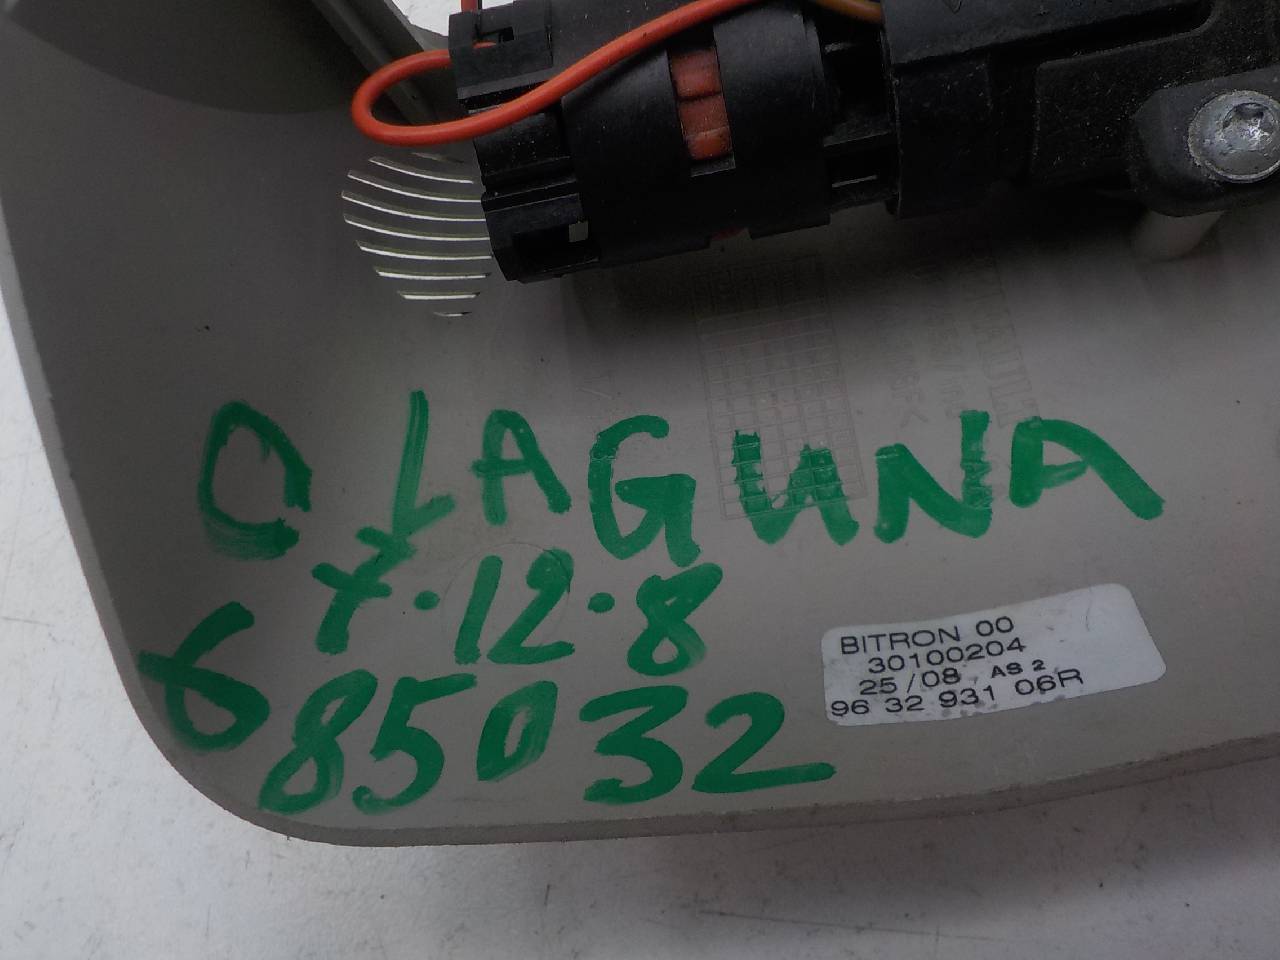 O LAGUNA
7.12.8
685032
BITRON 00
30100204
25/08 AS 2
96 32 931 06R